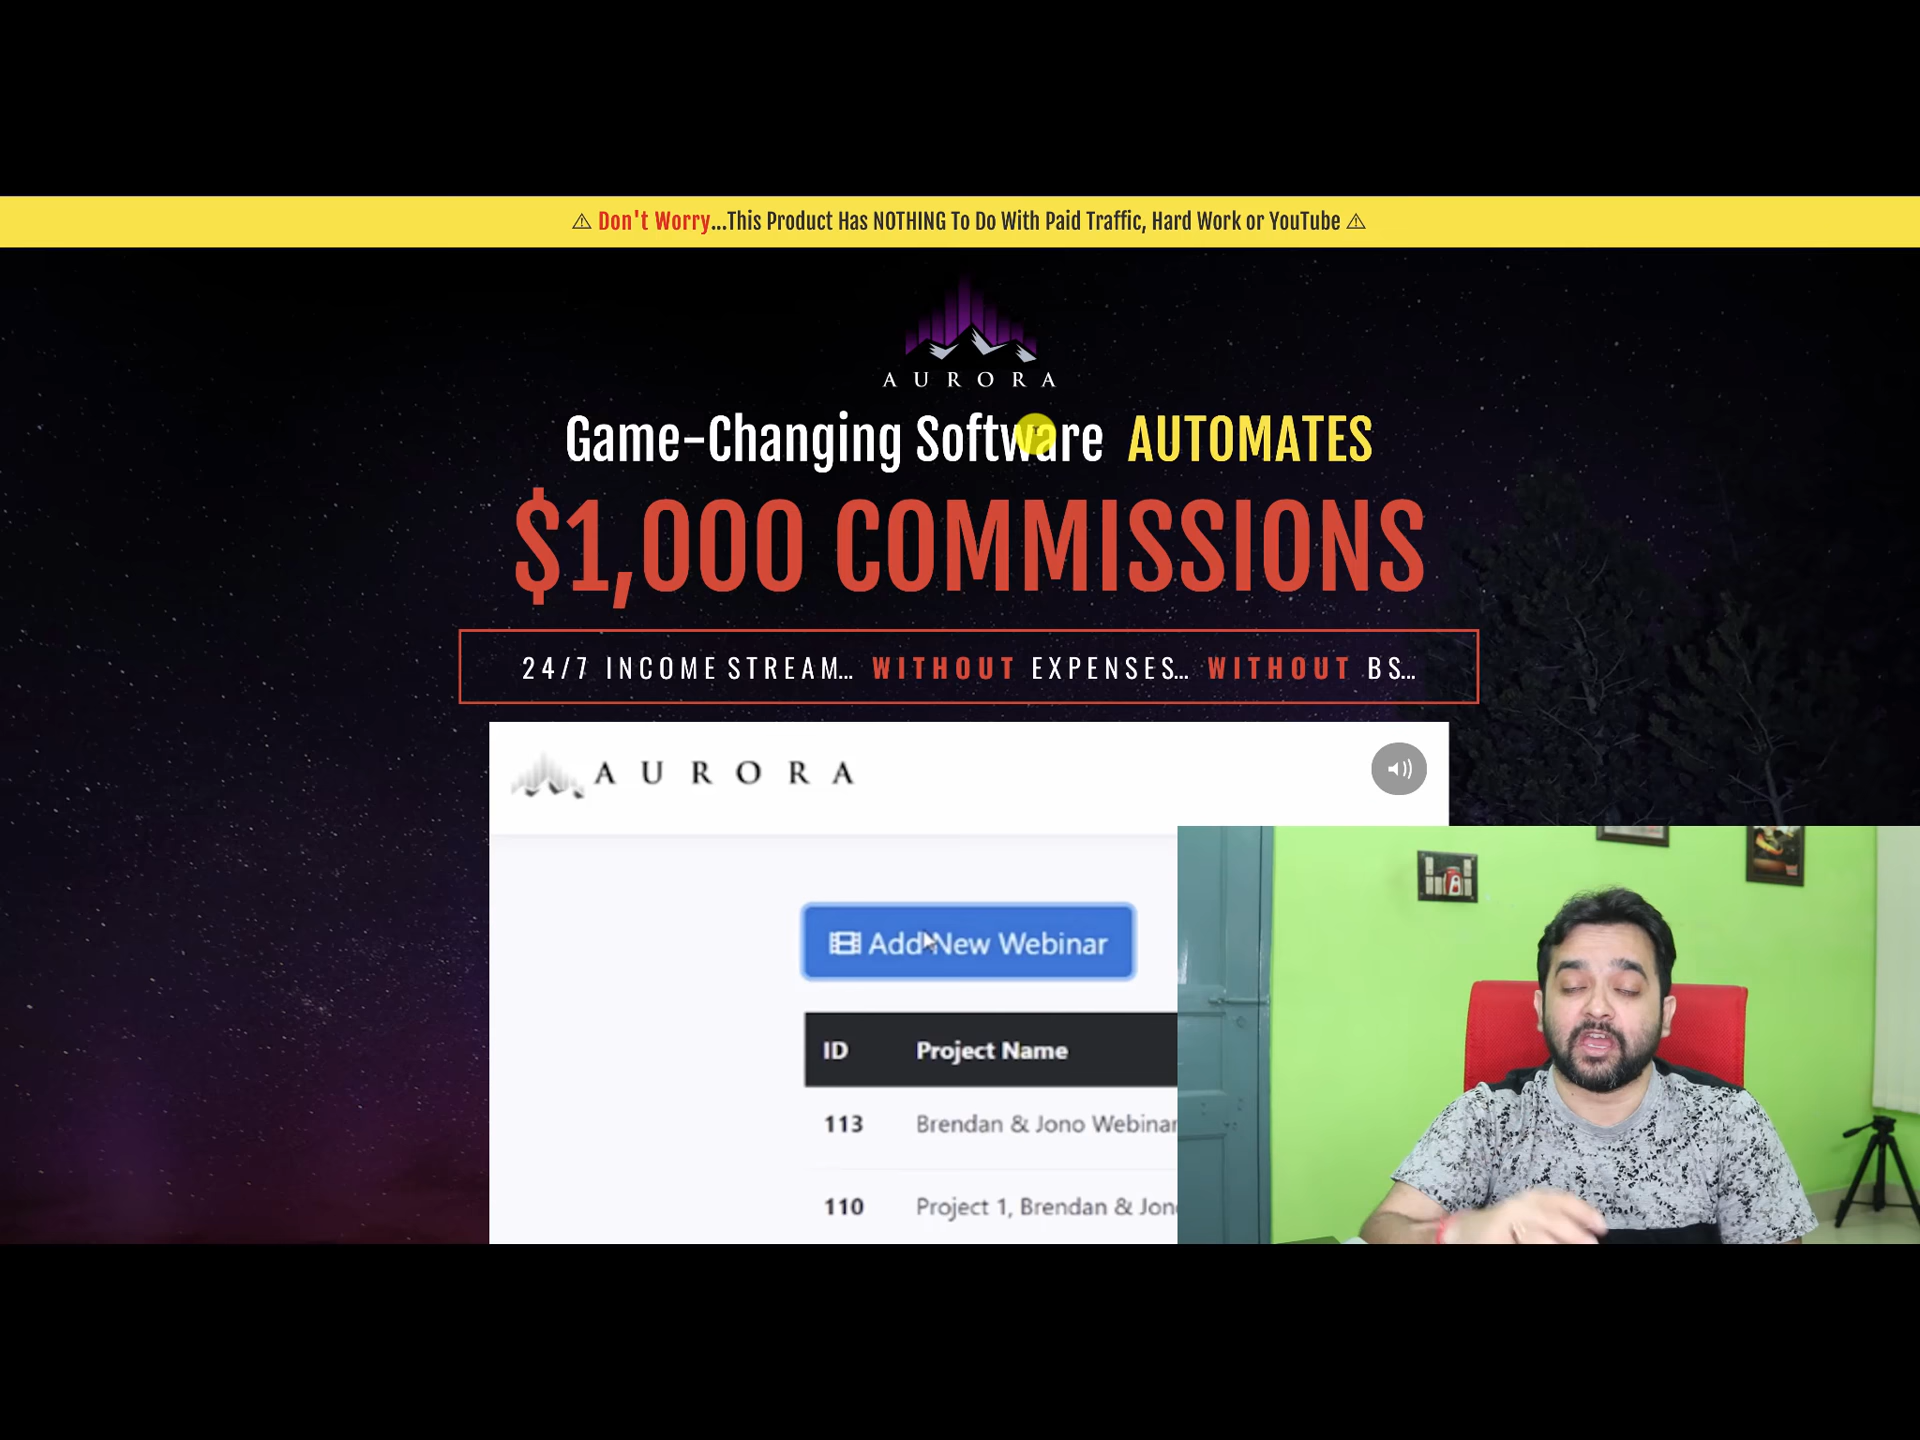 ⚠ Don't Worry...This Product Has NOTHING To Do With Paid Traffic, Hard Work or YouTube ⚠
AURORA
Game-Changing Software AUTOMATES
$1,000 COMMISSIONS
24/7 INCOME STREAM... WITHOUT EXPENSES... WITHOUT BS...
AURORA
Add New Webinar
ID Project Name
113 Brendan & Jono Webinar
110 Project 1, Brendan & Jon